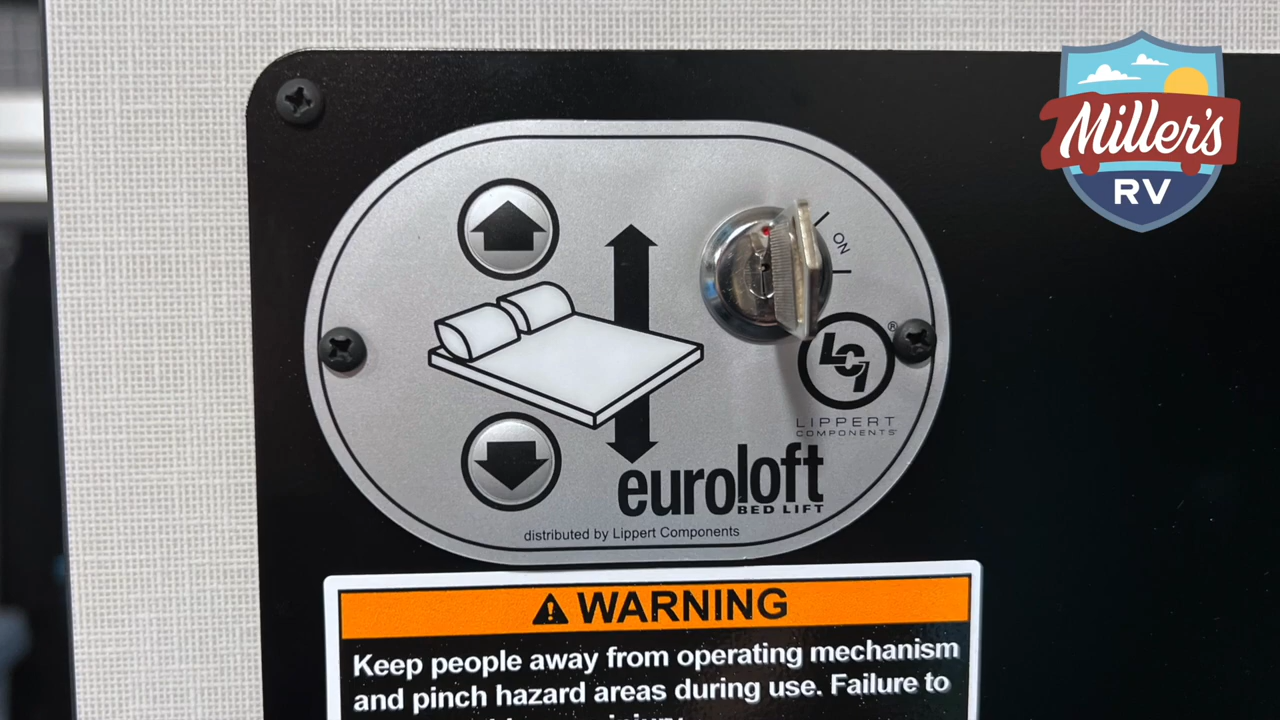 Miller's
RV
ON
LCI
®
LIPPERT
COMPONENTS
euroloft
BED LIFT
distributed by Lippert Components
WARNING
Keep people away from operating mechanism
and pinch hazard areas during use. Failure to
injury